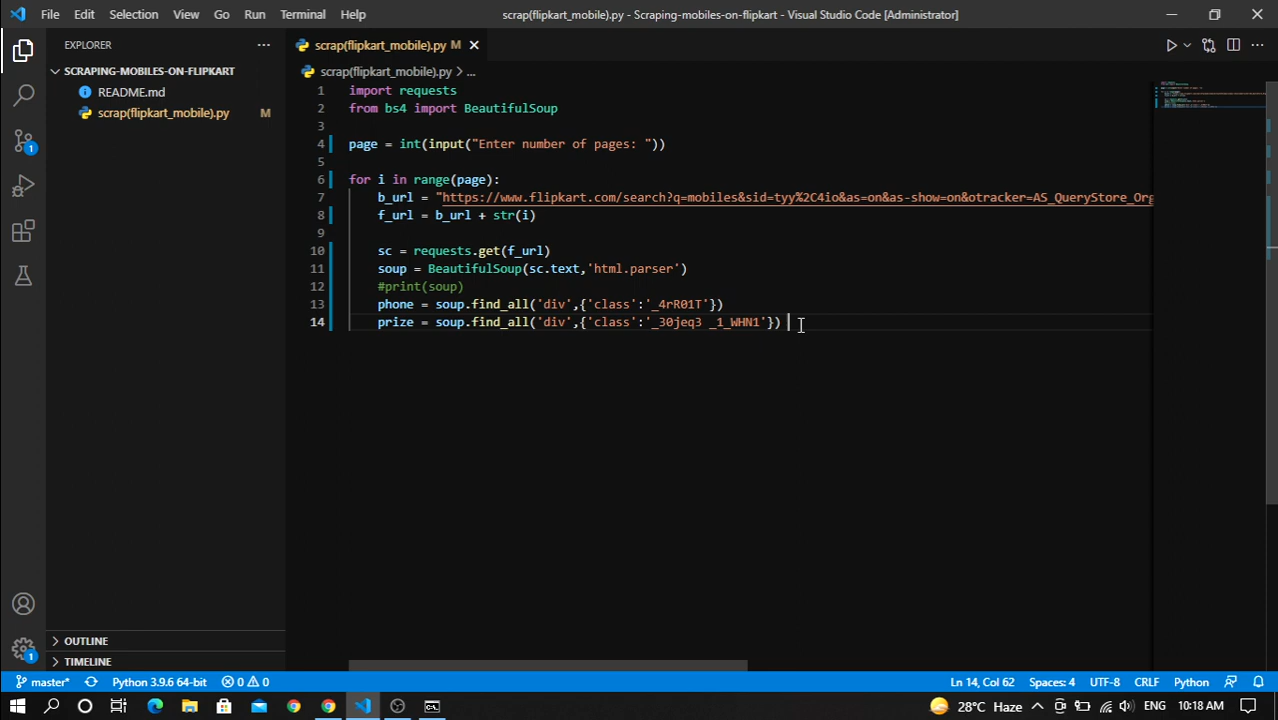 File Edit Selection View Go Run Terminal Help
scrap(flipkart_mobile).py - Scraping-mobiles-on-flipkart - Visual Studio Code [Administrator]
EXPLORER
SCRAPING-MOBILES-ON-FLIPKART
README.md
scrap(flipkart_mobile).py M
scrap(flipkart_mobile).py M
scrap(flipkart_mobile).py > ...
1 import requests
2 from bs4 import BeautifulSoup
3
4 page = int(input("Enter number of pages: "))
5
6 for i in range(page):
7 b_url = "https://www.flipkart.com/search?q=mobiles&sid=tyy%2C4io&as=on&as-show=on&otracker=AS_QueryStore_Org
8 f_url = b_url + str(i)
9
10 sc = requests.get(f_url)
11 soup = BeautifulSoup(sc.text,'html.parser')
12 #print(soup)
13 phone = soup.find_all('div',{'class':'_4rR01T'})
14 prize = soup.find_all('div',{'class':'_30jeq3 _1_WHN1'})
1
1
OUTLINE
TIMELINE
master* Python 3.9.6 64-bit 0 0 Ln 14, Col 62 Spaces: 4 UTF-8 CRLF Python
28°C Haze ENG 10:18 AM